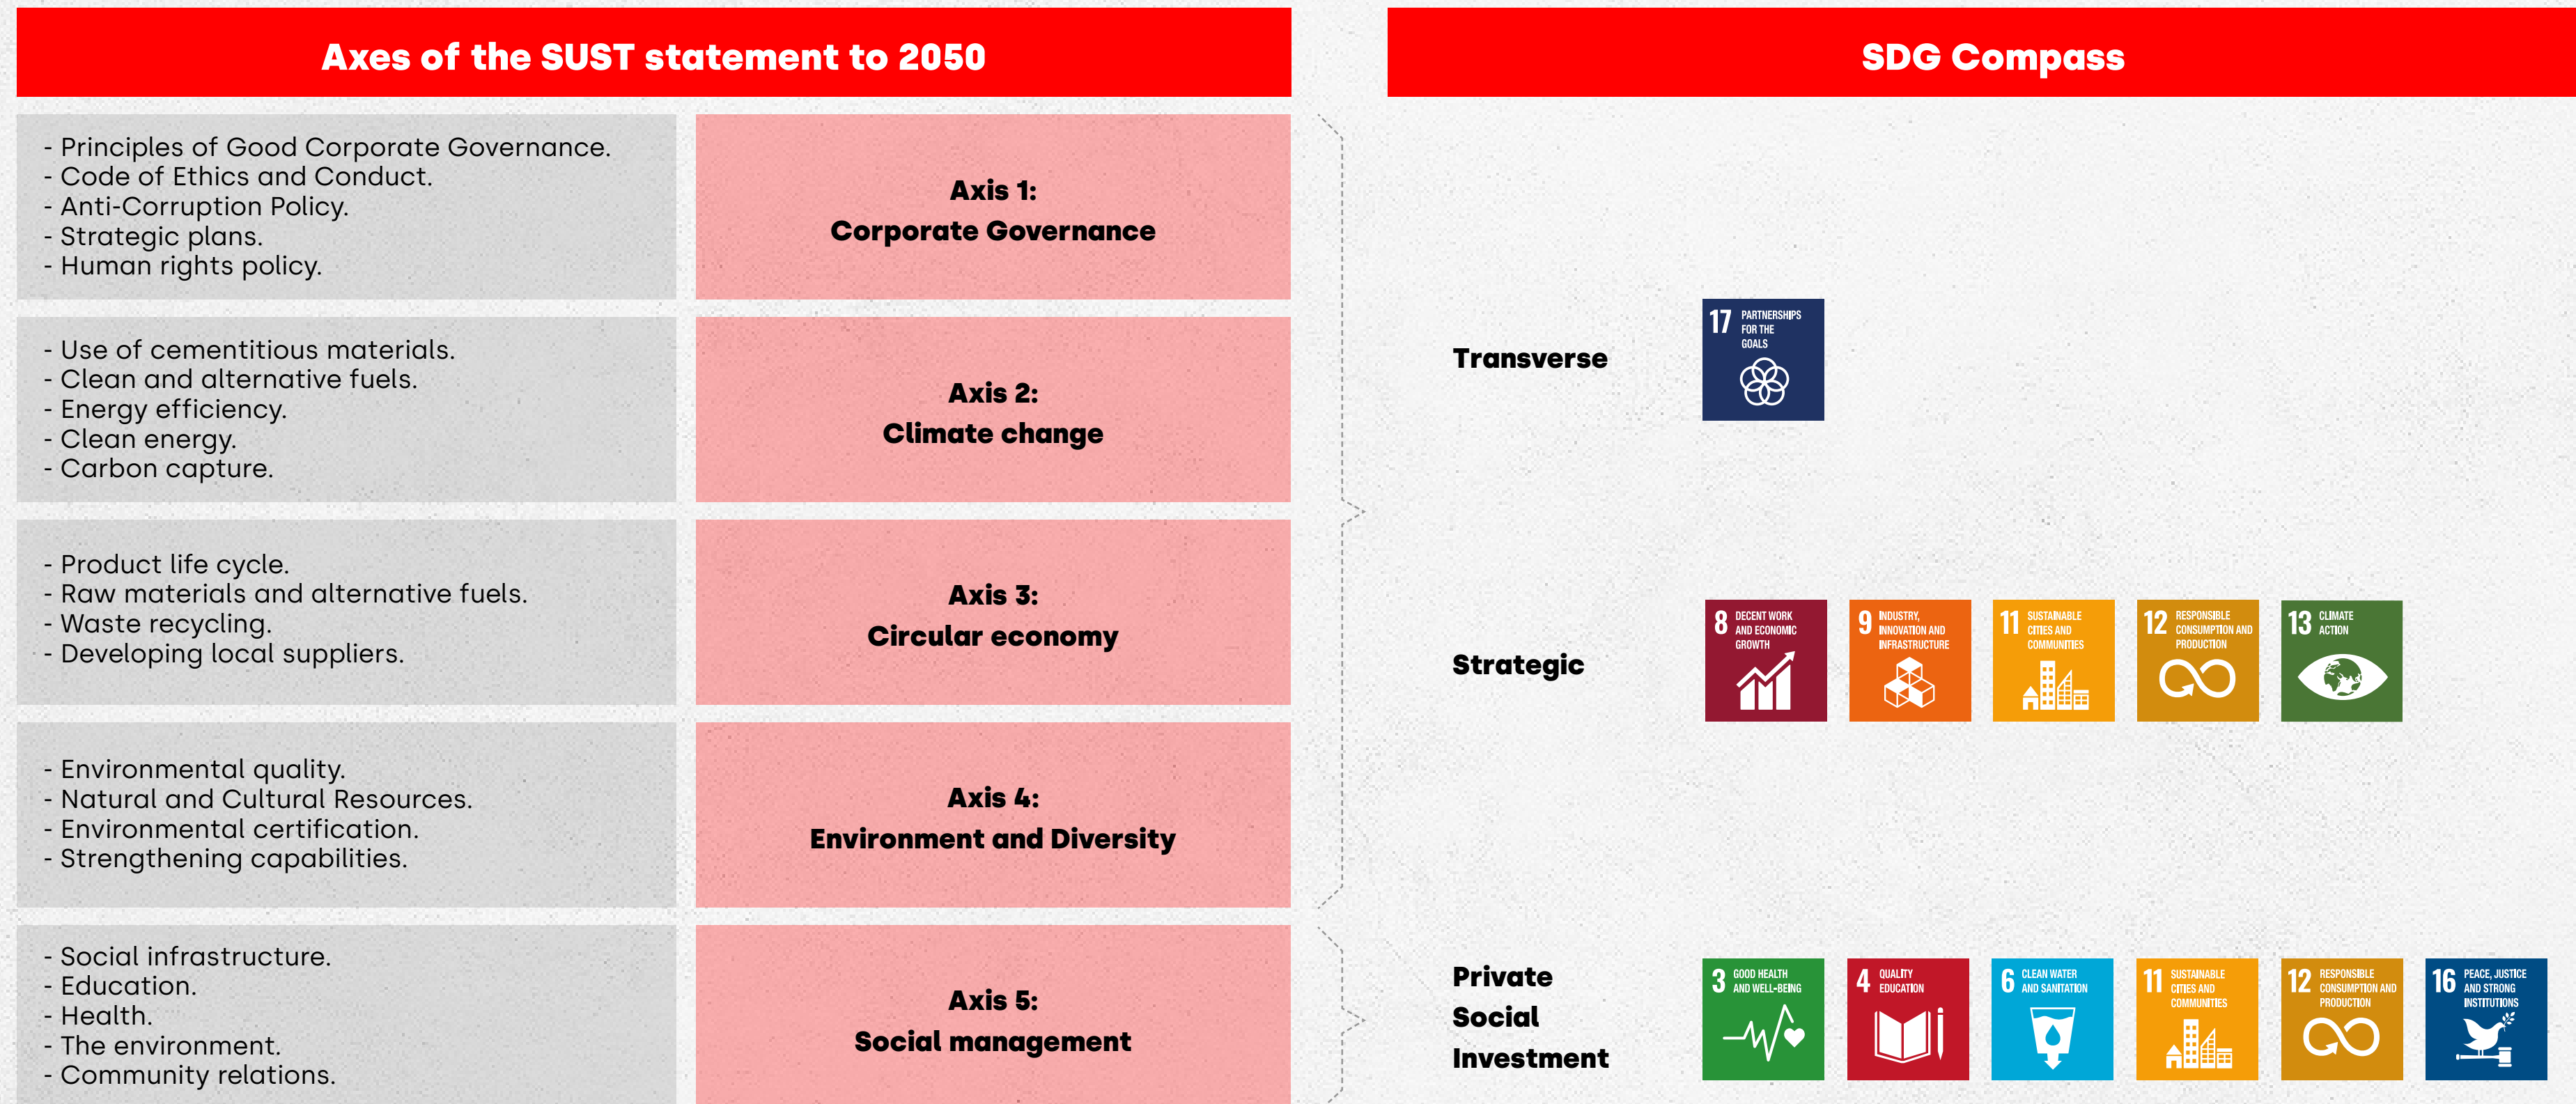 Axes of the SUST statement to 2050
SDG Compass
- Principles of Good Corporate Governance.
- Code of Ethics and Conduct.
- Anti-Corruption Policy.
- Strategic plans.
- Human rights policy.
Axis 1:
Corporate Governance
- Use of cementitious materials.
- Clean and alternative fuels.
- Energy efficiency.
- Clean energy.
- Carbon capture.
Axis 2:
Climate change
- Product life cycle.
- Raw materials and alternative fuels.
- Waste recycling.
- Developing local suppliers.
Axis 3:
Circular economy
- Environmental quality.
- Natural and Cultural Resources.
- Environmental certification.
- Strengthening capabilities.
Axis 4:
Environment and Diversity
Transverse
17 PARTNERSHIPS
FOR THE
GOALS
Strategic
8 DECENT WORK
AND ECONOMIC
GROWTH
9 INDUSTRY,
INNOVATION AND
INFRASTRUCTURE
11 SUSTAINABLE
CITIES AND
COMMUNITIES
12 RESPONSIBLE
CONSUMPTION AND
PRODUCTION
13 CLIMATE
ACTION
- Social infrastructure.
- Education.
- Health.
- The environment.
- Community relations.
Axis 5:
Social management
Private
Social
Investment
3 GOOD HEALTH
AND WELL-BEING
4 QUALITY
EDUCATION
6 CLEAN WATER
AND SANITATION
11 SUSTAINABLE
CITIES AND
COMMUNITIES
12 RESPONSIBLE
CONSUMPTION AND
PRODUCTION
16 PEACE, JUSTICE
AND STRONG
INSTITUTIONS